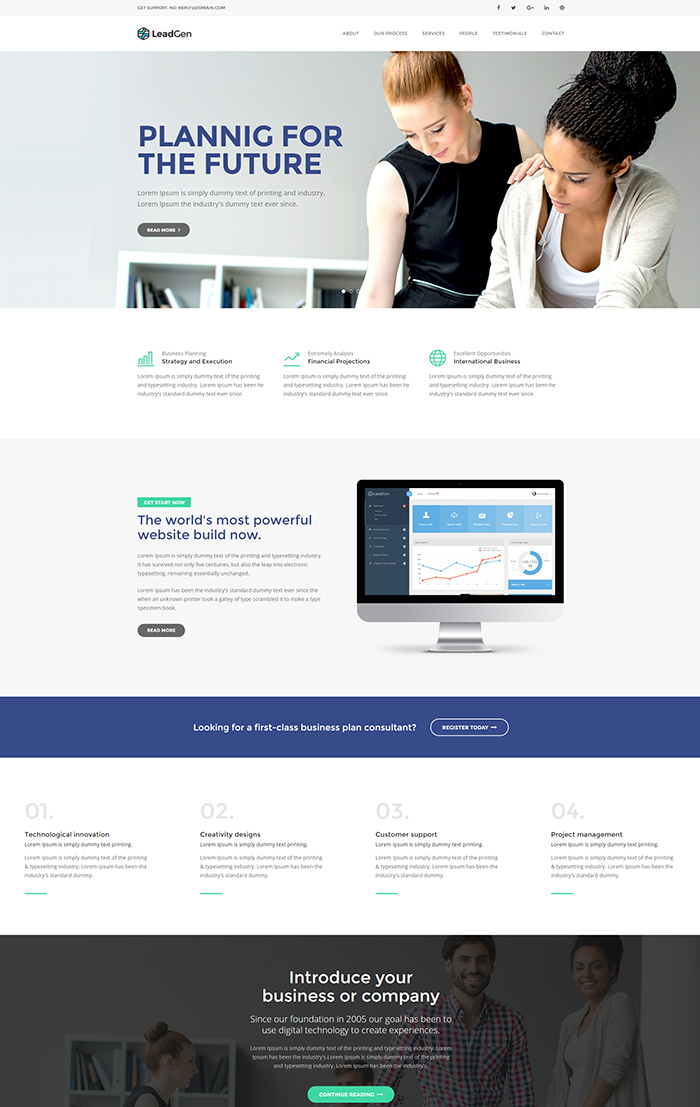 GET SUPPORT: NO-REPLY@DOMAIN.COM
LeadGen
ABOUT
OUR PROCESS
SERVICES
PEOPLE
TESTIMONIALS
CONTACT
PLANNIG FOR
THE FUTURE
Lorem Ipsum is simply dummy text of printing and industry.
Lorem Ipsum the industry's dummy text ever since.
READ MORE
Business Planning
Strategy and Execution
Lorem Ipsum is simply dummy text of the printing
and typesetting industry. Lorem Ipsum has been he
industry's standard dummy text ever since.
Extremely Analysis
Financial Projections
Lorem Ipsum is simply dummy text of the printing
and typesetting industry. Lorem Ipsum has been he
industry's standard dummy text ever since.
Excellent Opportunities
International Business
Lorem Ipsum is simply dummy text of the printing
and typesetting industry. Lorem Ipsum has been he
industry's standard dummy text ever since.
GET START NOW
The world's most powerful
website build now.
Lorem Ipsum is simply dummy text of the printing and typesetting industry.
It has survived not only five centuries, but also the leap into electronic
typesetting, remaining essentially unchanged.
Lorem Ipsum has been the industry's standard dummy text ever since the
when an unknown printer took a galley of type scrambled it to make a type
specimen book.
READ MORE
LeadGen
Looking for a first-class business plan consultant?
REGISTER TODAY
01.
Technological innovation
Lorem Ipsum is simply dummy text printing.
Lorem Ipsum is simply dummy text of the printing
& typesetting industry. Lorem Ipsum has been the
industry's standard dummy.
02.
Creativity designs
Lorem Ipsum is simply dummy text printing.
Lorem Ipsum is simply dummy text of the printing
& typesetting industry. Lorem Ipsum has been the
industry's standard dummy.
03.
Customer support
Lorem Ipsum is simply dummy text printing.
Lorem Ipsum is simply dummy text of the printing
& typesetting industry. Lorem Ipsum has been the
industry's standard dummy.
04.
Project management
Lorem Ipsum is simply dummy text printing.
Lorem Ipsum is simply dummy text of the printing
& typesetting industry. Lorem Ipsum has been the
industry's standard dummy.
Introduce your
business or company
Since our foundation in 2005 our goal has been to
use digital technology to create experiences.
Lorem Ipsum is simply dummy text of the printing and typesetting
industry. Lorem Ipsum has been the industry's standard dummy text
ever since. Lorem Ipsum is simply dummy text.
CONTINUE READING